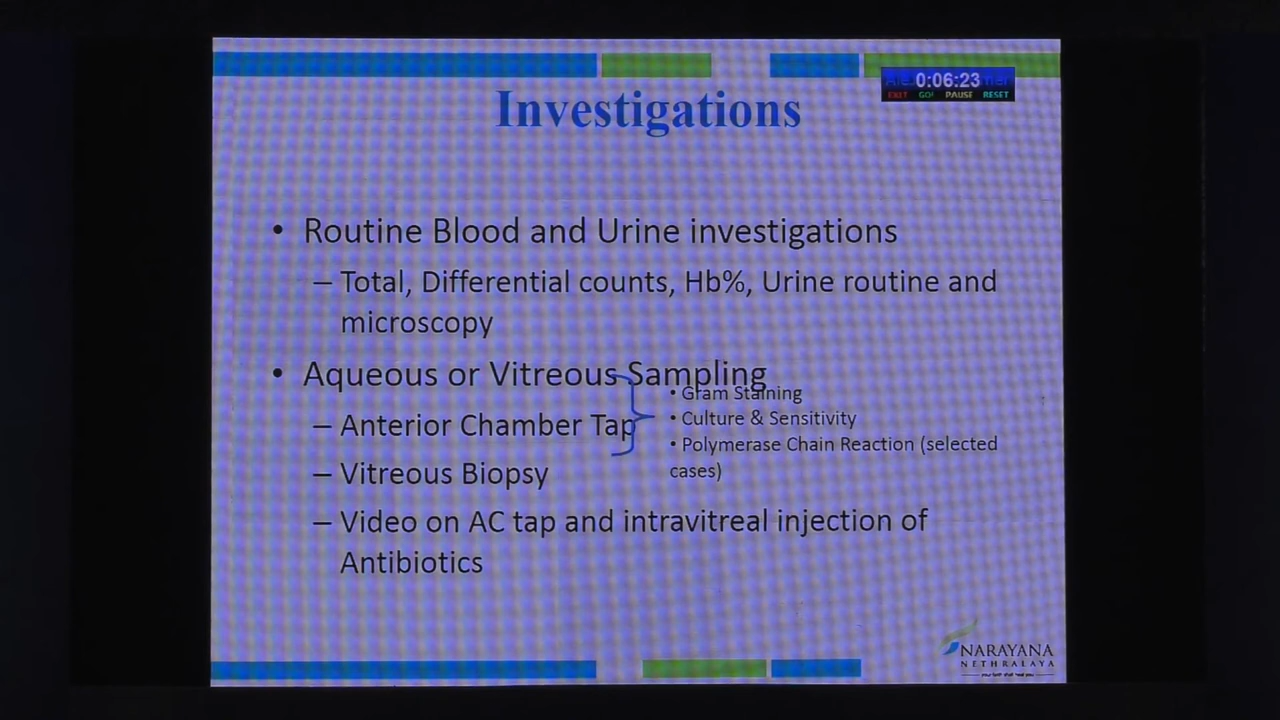 0:06:23
EXIT GO! PAUSE RESET
Investigations
• Routine Blood and Urine investigations
– Total, Differential counts, Hb%, Urine routine and
microscopy
• Aqueous or Vitreous Sampling
• Gram Staining
– Anterior Chamber Tap
• Culture & Sensitivity
• Polymerase Chain Reaction (selected
cases)
– Vitreous Biopsy
– Video on AC tap and intravitreal injection of
Antibiotics
NARAYANA
NETHRALAYA